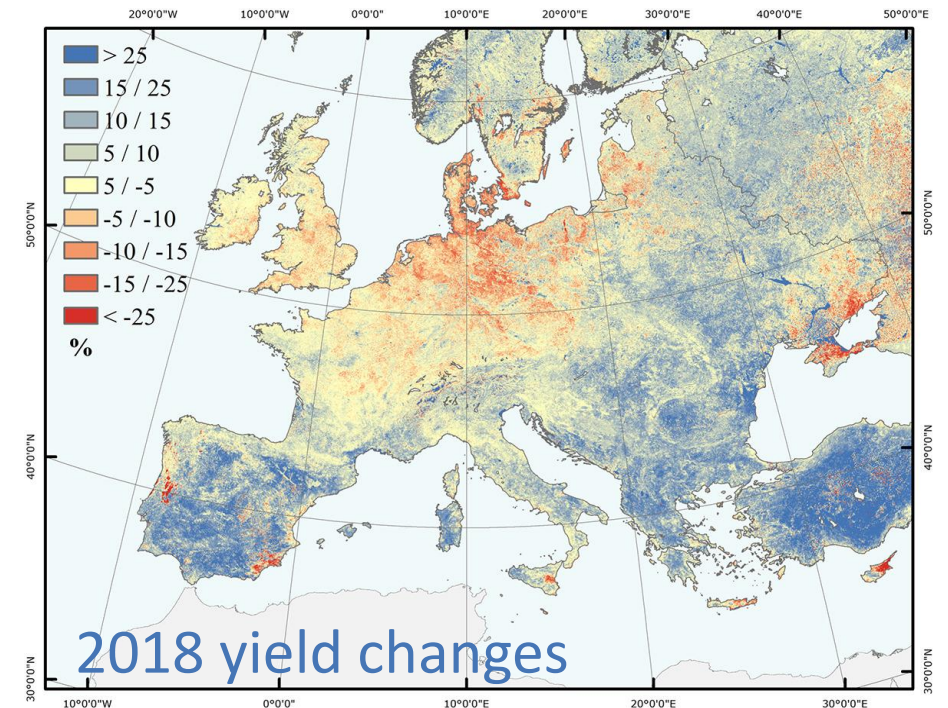 20°0'0"W 10°0'0"W 0°0'0" 10°0'0"E 20°0'0"E 30°0'0"E 40°0'0"E 50°0'0"E
> 25
15 / 25
10 / 15
5 / 10
5 / -5
-5 / -10
-10 / -15
-15 / -25
< -25
%
50°0'0"N
40°0'0"N
30°0'0"N
50°0'0"N
40°0'0"N
30°0'0"N
2018 yield changes
10°0'0"W 0°0'0" 10°0'0"E 20°0'0"E 30°0'0"E